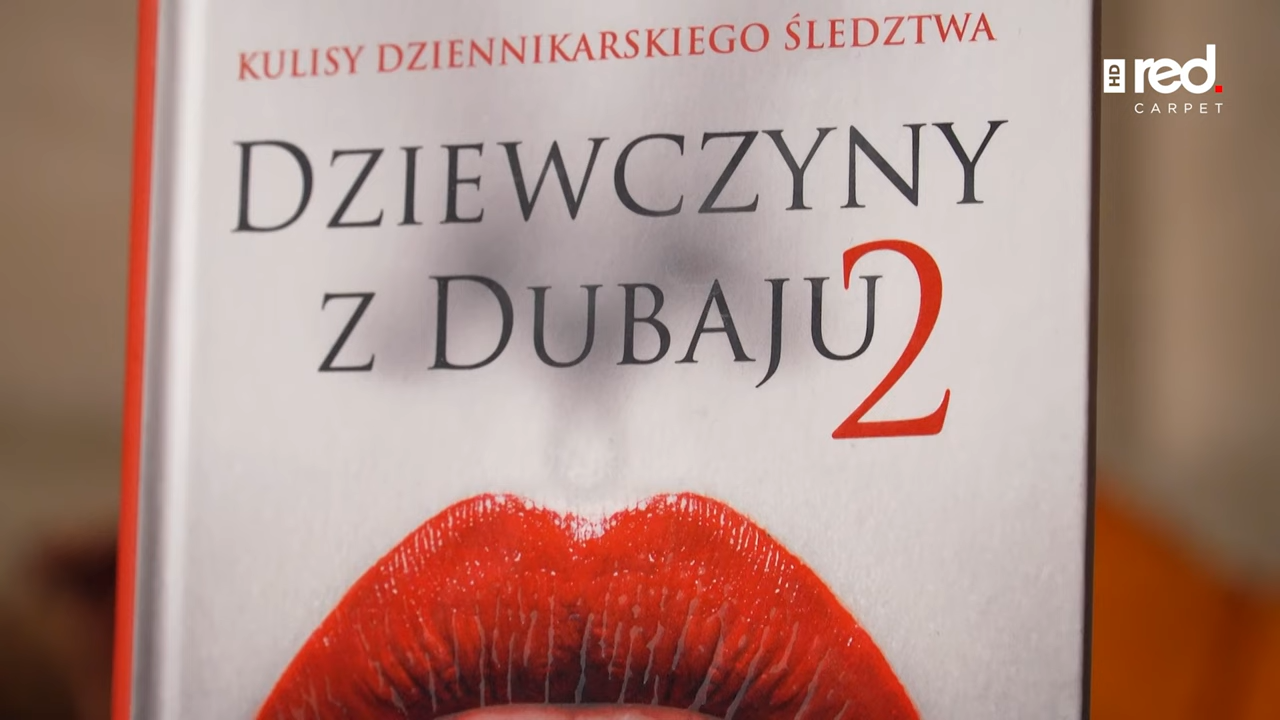 KULISY DZIENNIKARSKIEGO ŚLEDZTWA
DZIEWCZYNY
Z DUBAJU 2
HD red.
CARPET